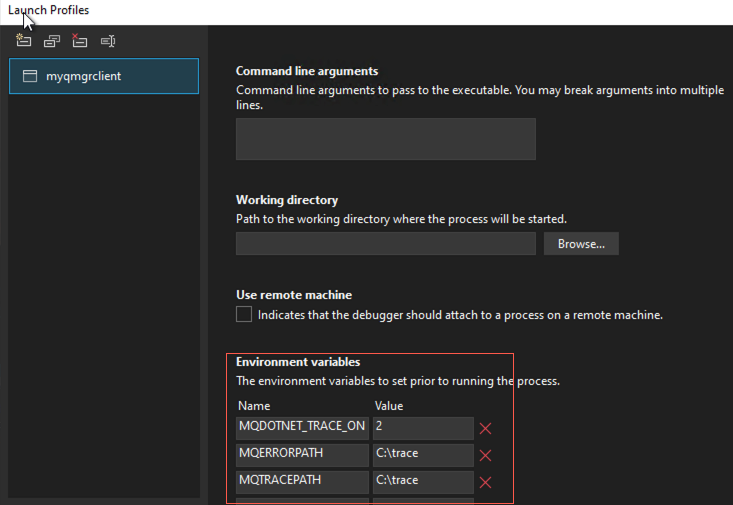 Launch Profiles
myqmgrclient
Command line arguments
Command line arguments to pass to the executable. You may break arguments into multiple
lines.
Working directory
Path to the working directory where the process will be started.
Browse...
Use remote machine
Indicates that the debugger should attach to a process on a remote machine.
Environment variables
The environment variables to set prior to running the process.
Name Value
MQDOTNET_TRACE_ON 2
MQERRORPATH C:\trace
MQTRACEPATH C:\trace